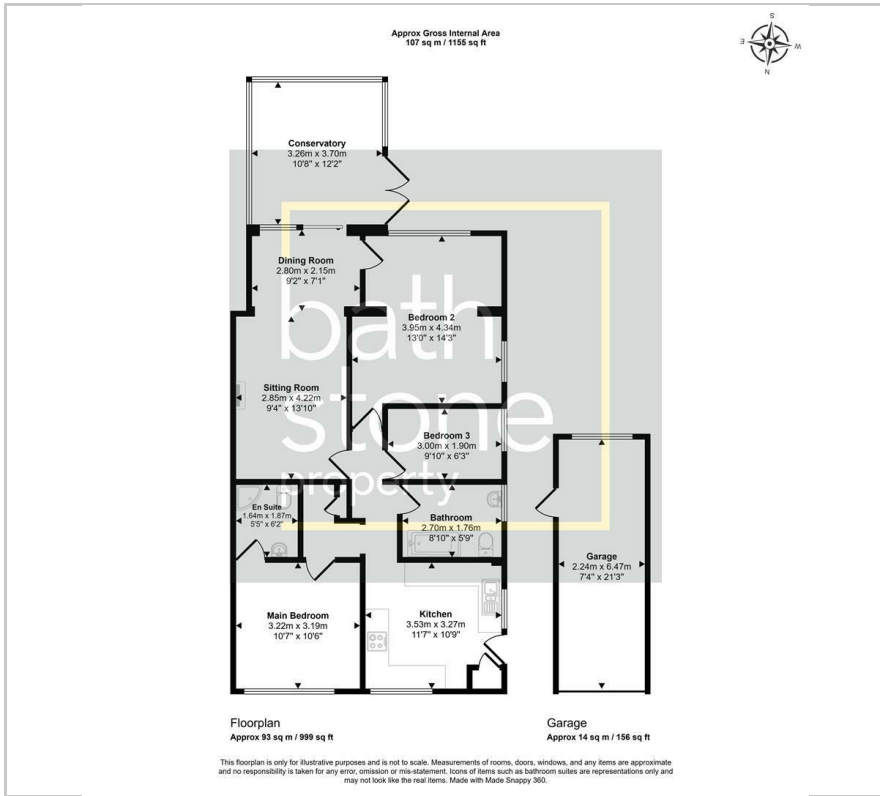 Approx Gross Internal Area
107 sq m / 1155 sq ft
S
E
W
N
Conservatory
3.26m x 3.70m
10'8" x 12'2"
Dining Room
2.80m x 2.15m
9'2" x 7'1"
bath
stone
property
Bedroom 2
3.95m x 4.34m
13'0" x 14'3"
Sitting Room
2.85m x 4.22m
9'4" x 13'10"
Bedroom 3
3.00m x 1.90m
9'10" x 6'3"
En Suite
1.64m x 1.87m
5'5" x 6'2"
Bathroom
2.70m x 1.76m
8'10" x 5'9"
Garage
2.24m x 6.47m
7'4" x 21'3"
Main Bedroom
3.22m x 3.19m
10'7" x 10'6"
Kitchen
3.53m x 3.27m
11'7" x 10'9"
Floorplan
Approx 93 sq m / 999 sq ft
Garage
Approx 14 sq m / 156 sq ft
This floorplan is only for illustrative purposes and is not to scale. Measurements of rooms, doors, windows, and any items are approximate
and no responsibility is taken for any error, omission or mis-statement. Icons of items such as bathroom suites are representations only and
may not look like the real items. Made with Made Snappy 360.